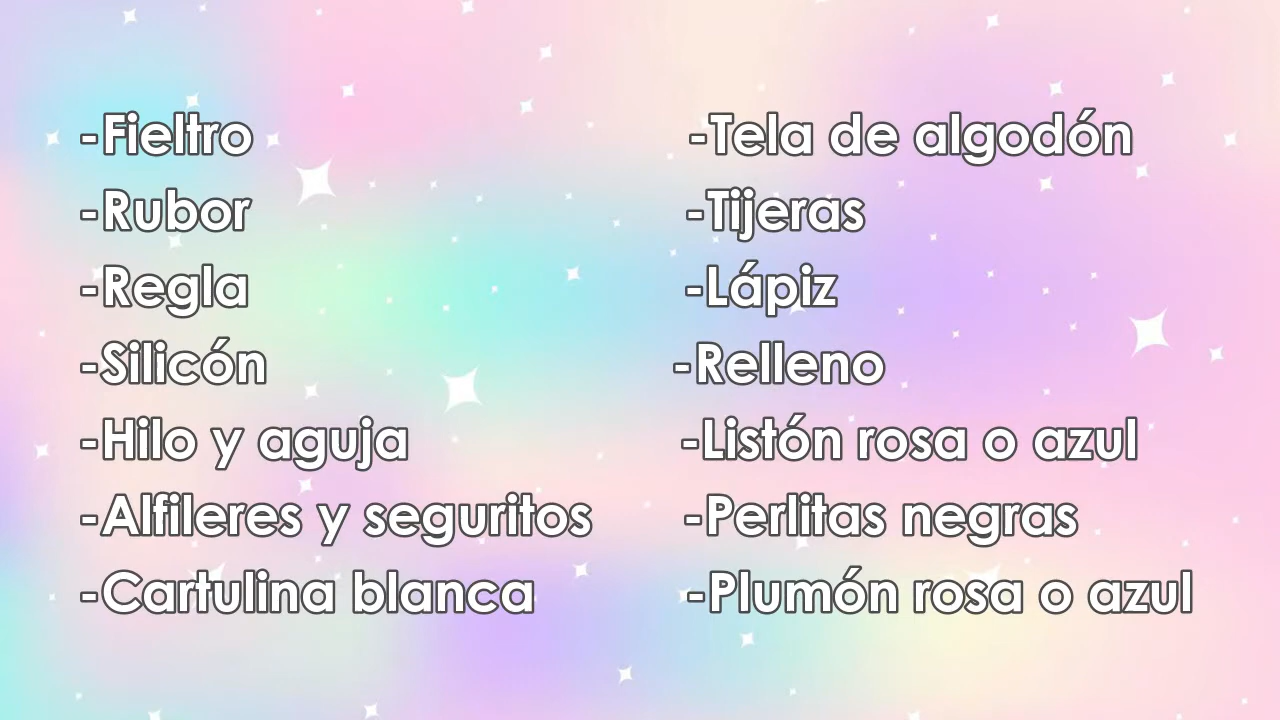 -Fieltro
-Rubor
-Regla
-Silicón
-Hilo y aguja
-Alfileres y seguritos
-Cartulina blanca
-Tela de algodón
-Tijeras
-Lápiz
-Relleno
-Listón rosa o azul
-Perlitas negras
-Plumón rosa o azul